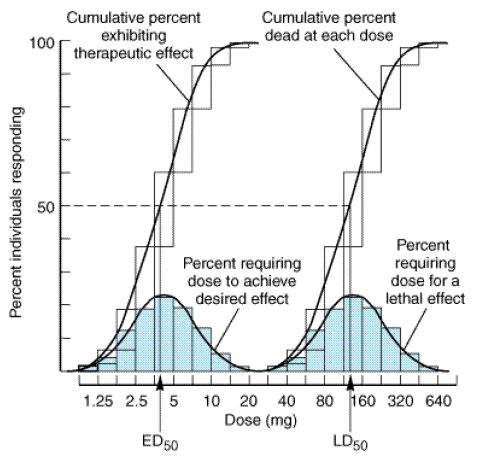 Cumulative percent
exhibiting
therapeutic effect
Cumulative percent
dead at each dose
100
50
Percent individuals responding
Percent requiring
dose to achieve
desired effect
Percent
requiring
dose for a
lethal effect
1.25 2.5 5 10 20 40 80 160 320 640
Dose (mg)
ED50
LD50